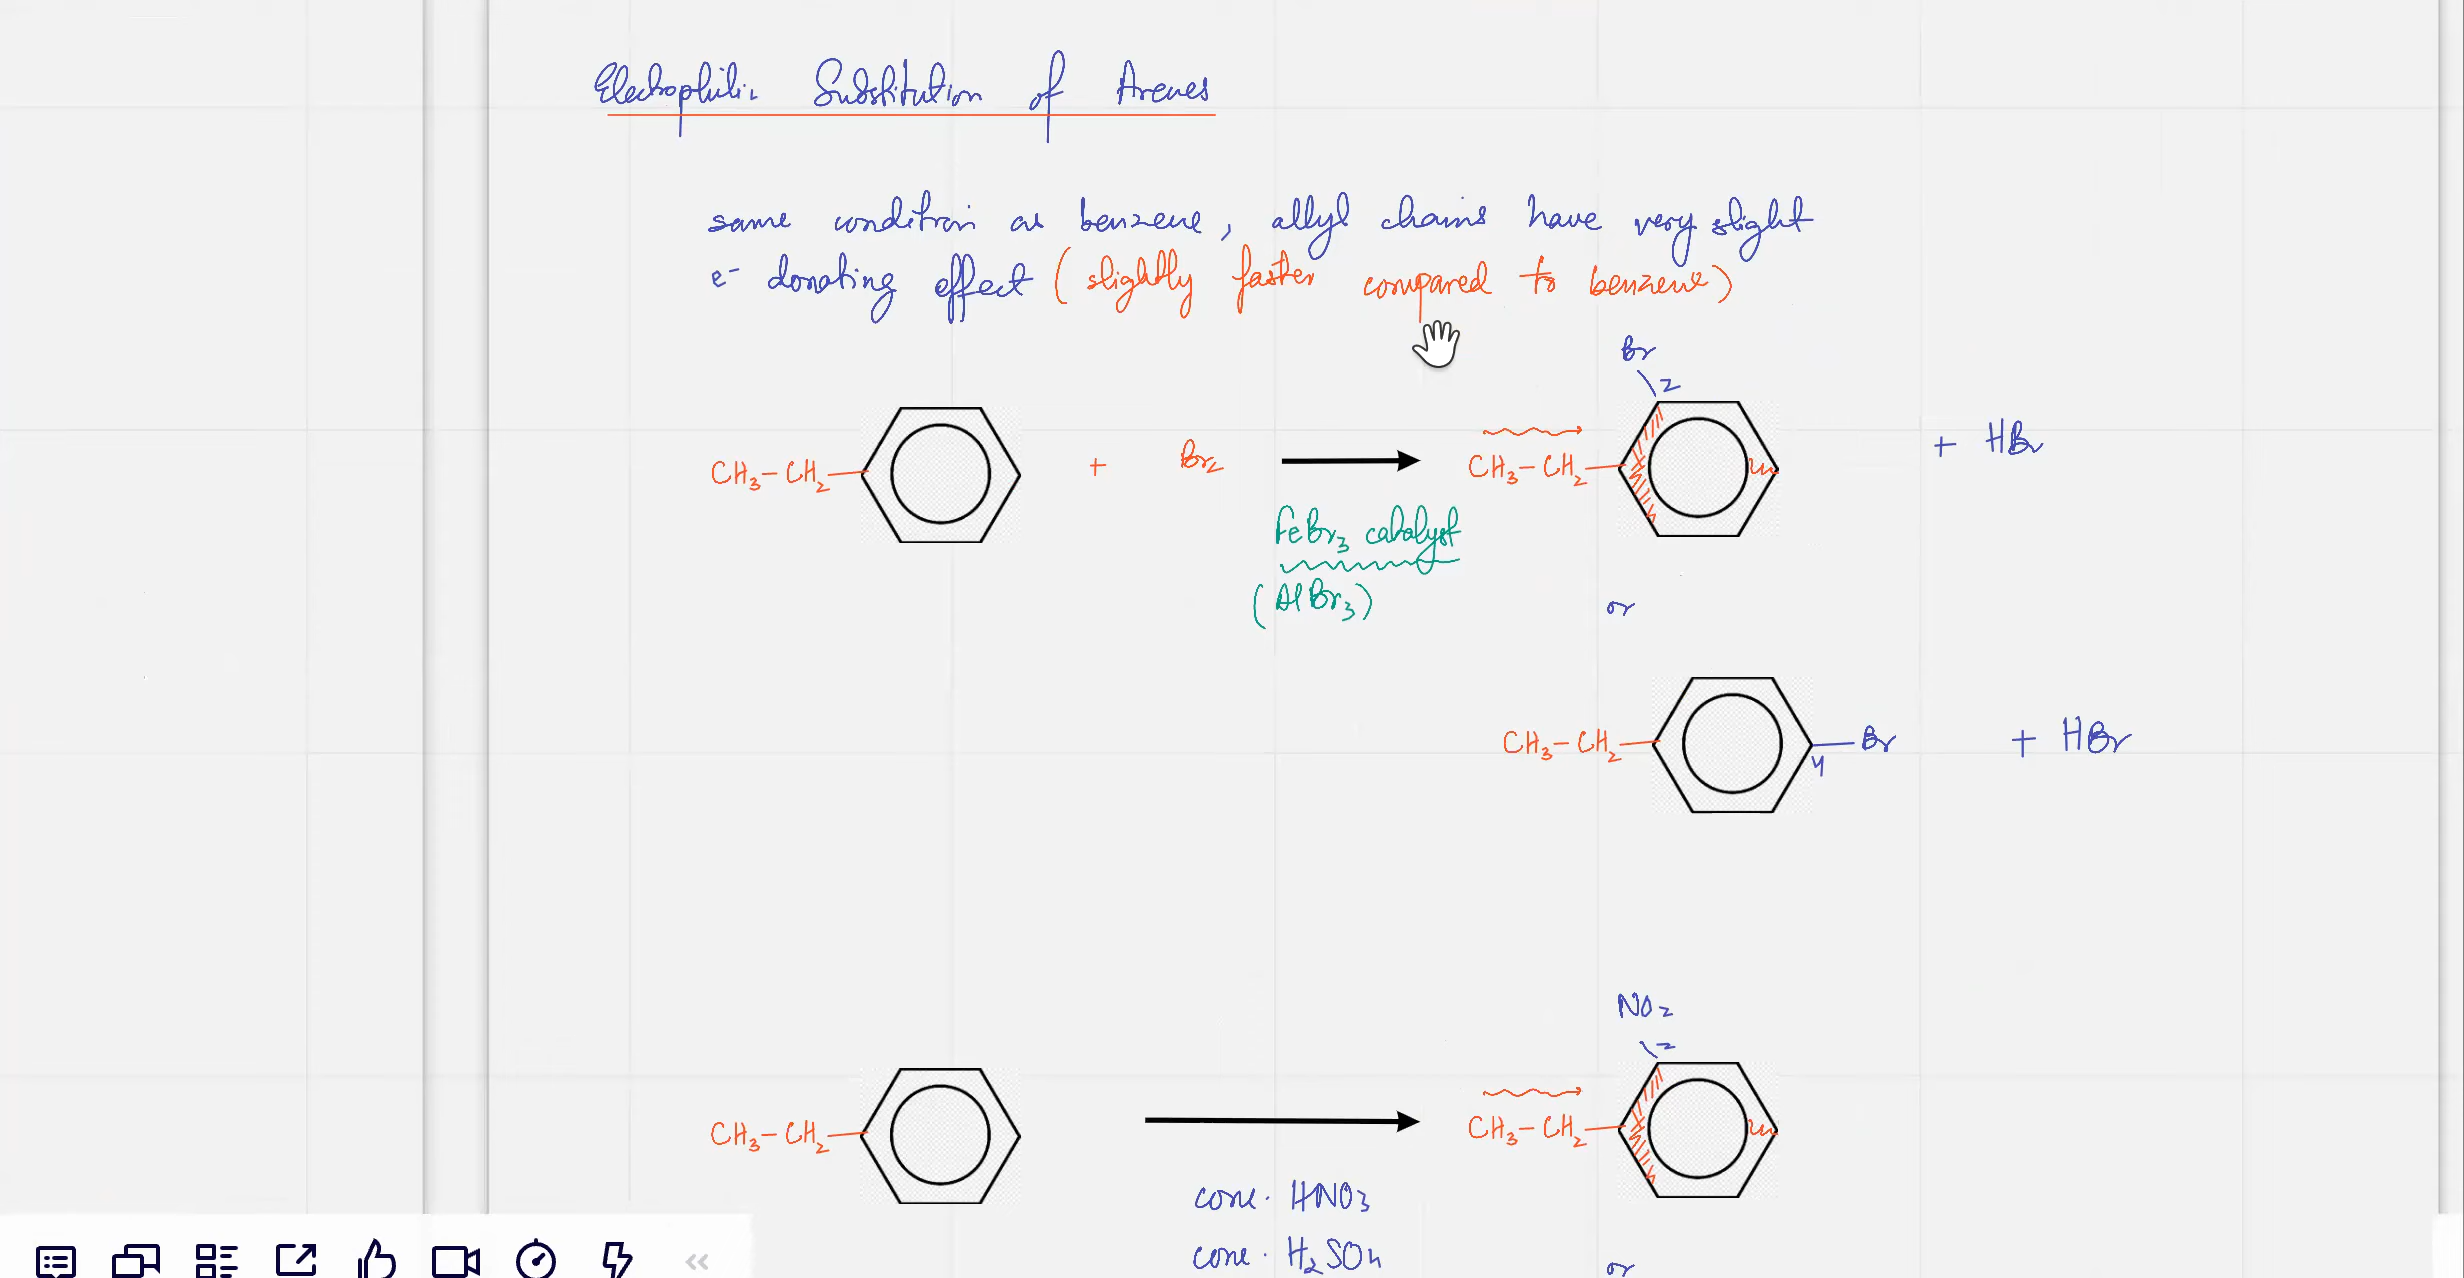 Electrophilic Substitution of Arenes
same condition as benzene, allyl chains have very slight
e⁻ donating effect (slightly faster compared to benzene)
Br
2
CH₃–CH₂ + Br₂ CH₃–CH₂ + HBr
FeBr₃ catalyst
(AlBr₃)
or
CH₃–CH₂ Br + HBr
4
NO₂
2
CH₃–CH₂ CH₃–CH₂
conc. HNO₃
conc. H₂SO₄
or